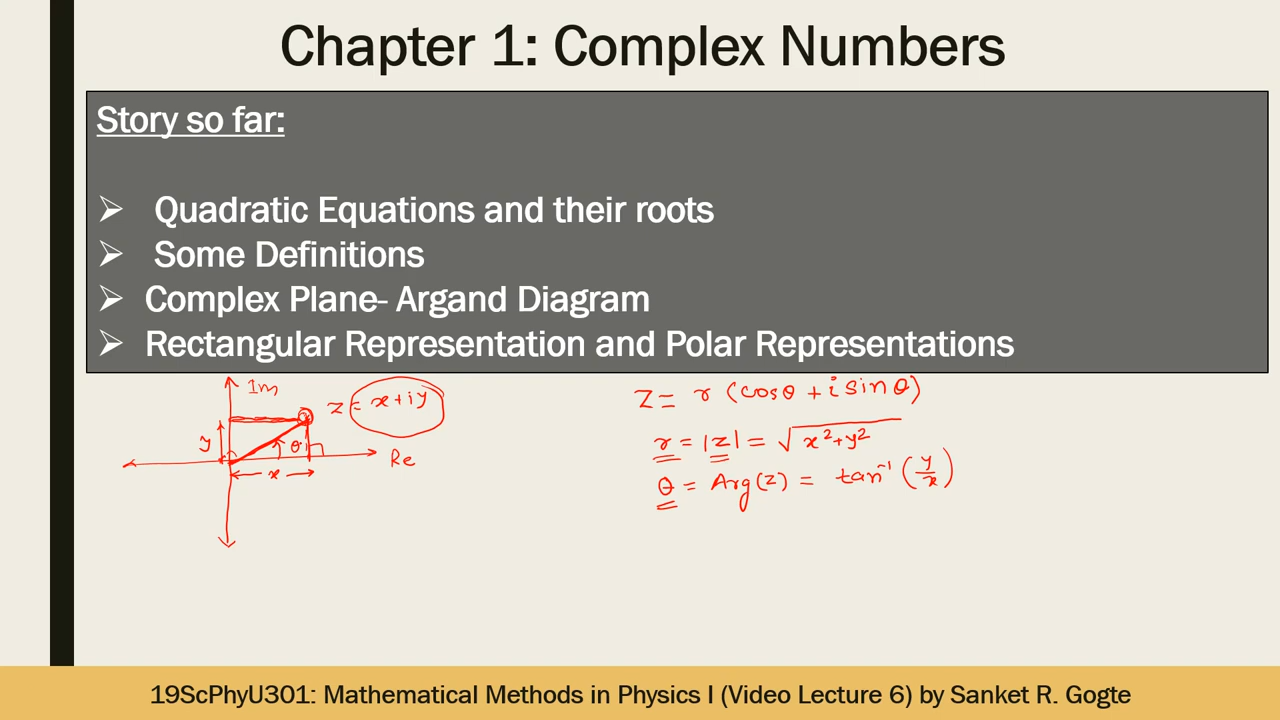 Chapter 1: Complex Numbers
Story so far:
➤ Quadratic Equations and their roots
➤ Some Definitions
➤ Complex Plane- Argand Diagram
➤ Rectangular Representation and Polar Representations
Im
z = x+iy
y
θ
x
Re
Z = r (cosθ + i sin θ)
r = |z| = √x²+y²
θ = Arg(z) = tan⁻¹ (y/x)
19ScPhyU301: Mathematical Methods in Physics I (Video Lecture 6) by Sanket R. Gogte